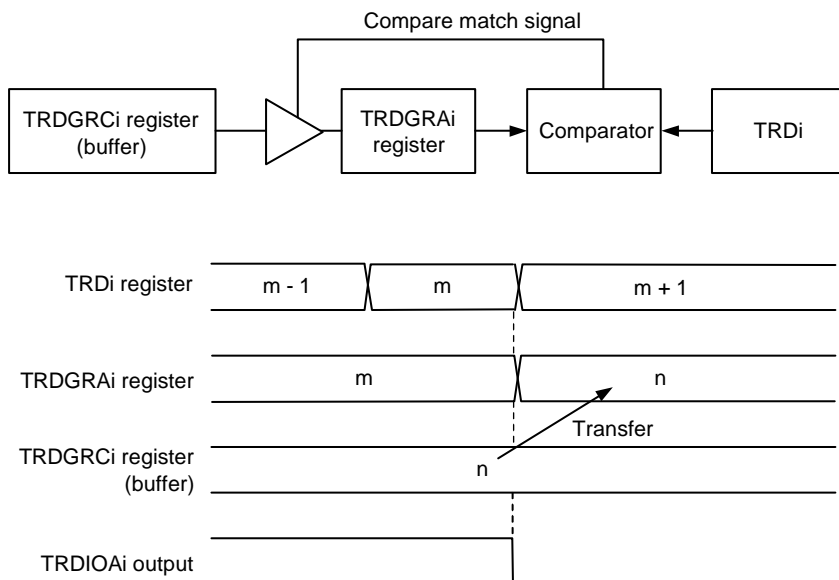 Compare match signal
TRDGRCi register
(buffer)
TRDGRAi
register
Comparator
TRDi
TRDi register
m - 1
m
m + 1
TRDGRAi register
m
n
Transfer
TRDGRCi register
(buffer)
n
TRDIOAi output